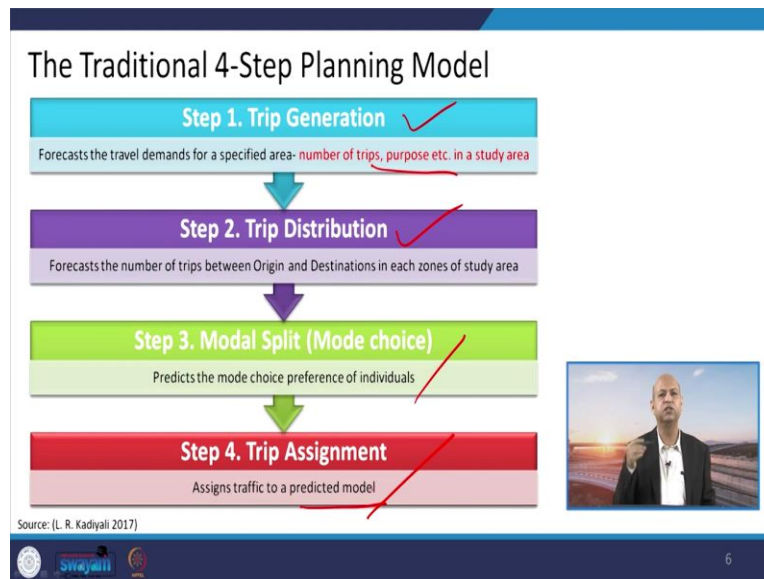 The Traditional 4-Step Planning Model
Step 1. Trip Generation
Forecasts the travel demands for a specified area- number of trips, purpose etc. in a study area
Step 2. Trip Distribution
Forecasts the number of trips between Origin and Destinations in each zones of study area
Step 3. Modal Split (Mode choice)
Predicts the mode choice preference of individuals
Step 4. Trip Assignment
Assigns traffic to a predicted model
Source: (L. R. Kadiyali 2017)
swayam
6